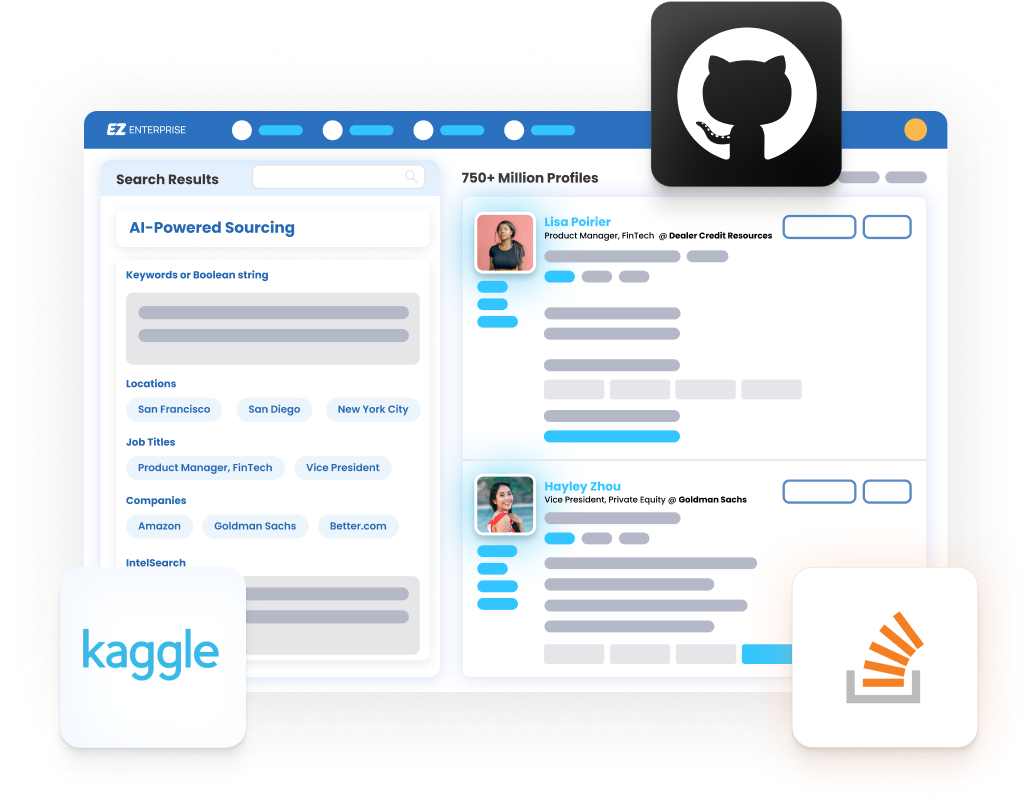 EZ ENTERPRISE
Search Results
AI-Powered Sourcing
Keywords or Boolean string
Locations
San Francisco San Diego New York City
Job Titles
Product Manager, FinTech Vice President
Companies
Amazon Goldman Sachs Better.com
IntelSearch
750+ Million Profiles
Lisa Poirier
Product Manager, FinTech @ Dealer Credit Resources
Hayley Zhou
Vice President, Private Equity @ Goldman Sachs
kaggle